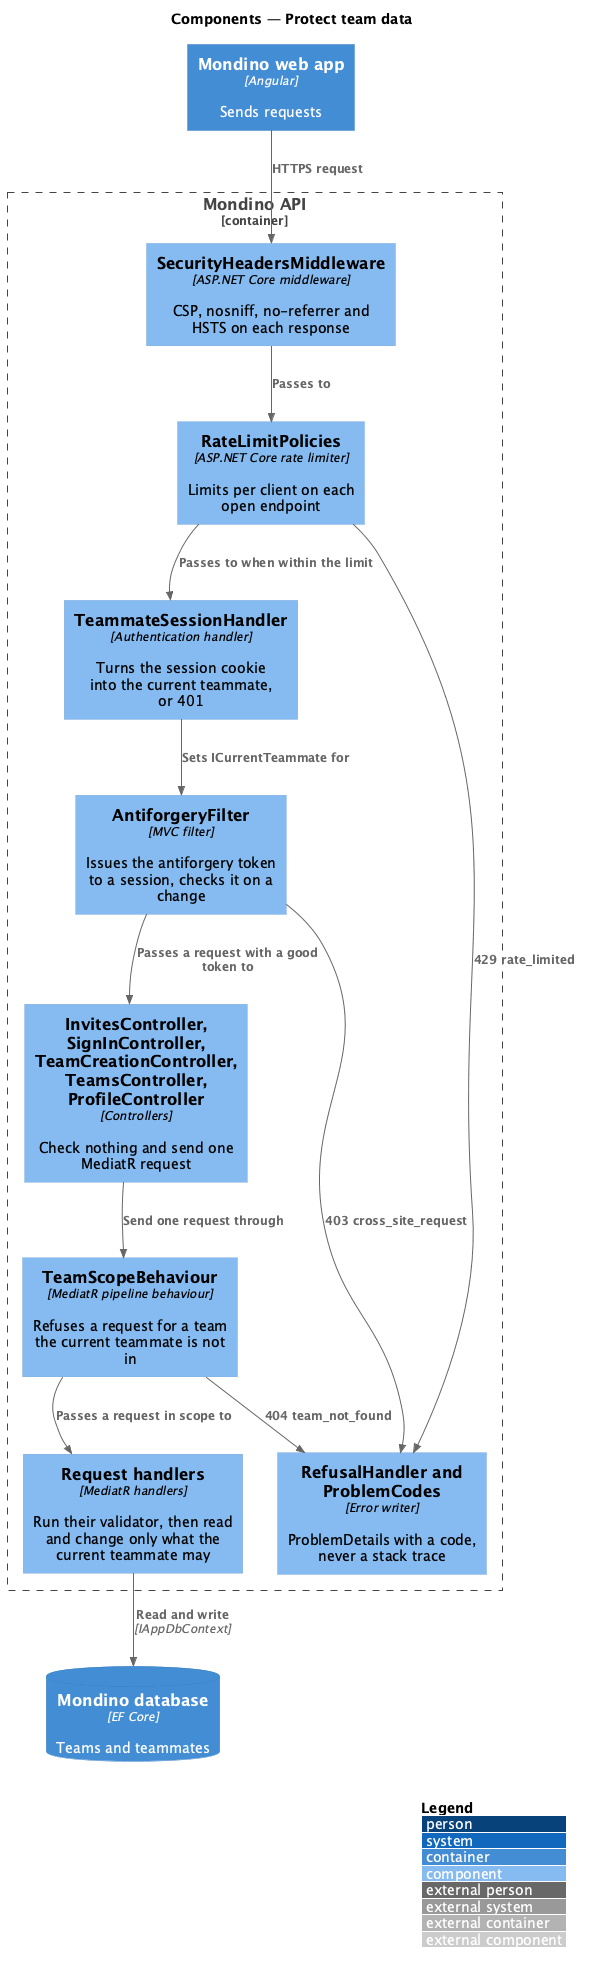 Components — Protect team data
Mondino web app
[Angular]
Sends requests
HTTPS request
Mondino API
[container]
SecurityHeadersMiddleware
[ASP.NET Core middleware]
CSP, nosniff, no-referrer and
HSTS on each response
Passes to
RateLimitPolicies
[ASP.NET Core rate limiter]
Limits per client on each
open endpoint
Passes to when within the limit
TeammateSessionHandler
[Authentication handler]
Turns the session cookie
into the current teammate,
or 401
Sets ICurrentTeammate for
AntiforgeryFilter
[MVC filter]
Issues the antiforgery token
to a session, checks it on a
change
Passes a request with a good
token to
429 rate_limited
InvitesController,
SignInController,
TeamCreationController,
TeamsController,
ProfileController
[Controllers]
Check nothing and send one
MediatR request
Send one request through
403 cross_site_request
TeamScopeBehaviour
[MediatR pipeline behaviour]
Refuses a request for a team
the current teammate is not
in
Passes a request in scope to
404 team_not_found
Request handlers
[MediatR handlers]
Run their validator, then read
and change only what the
current teammate may
RefusalHandler and
ProblemCodes
[Error writer]
ProblemDetails with a code,
never a stack trace
Read and write
[IAppDbContext]
Mondino database
[EF Core]
Teams and teammates
Legend
person
system
container
component
external person
external system
external container
external component